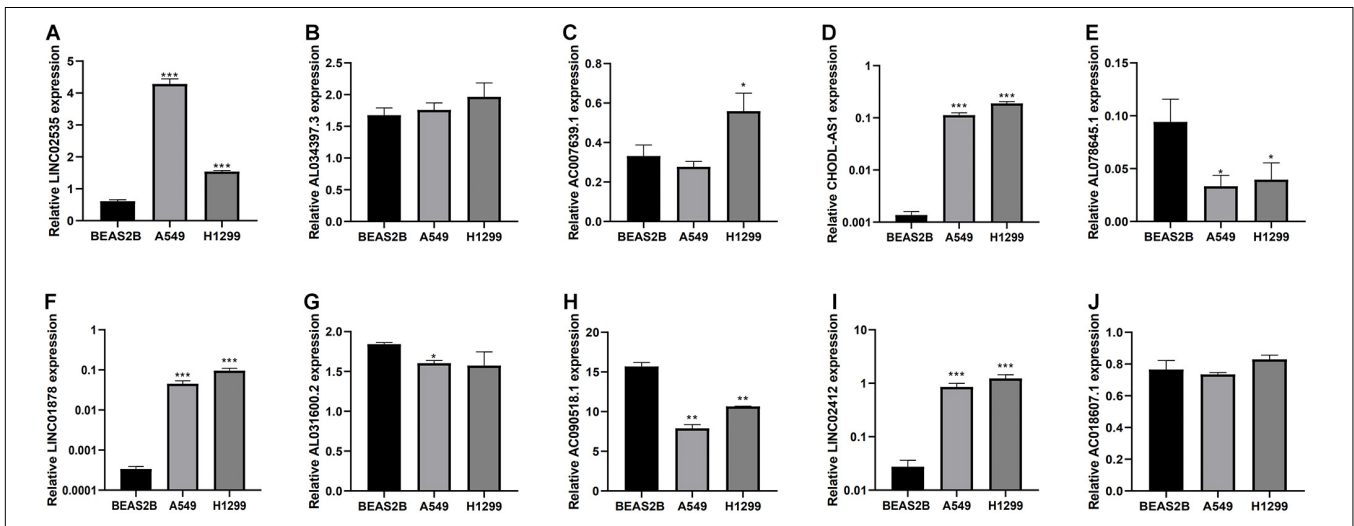 A
Relative LINC02535 expression
5
4
3
2
1
0
***
***
BEAS2B A549 H1299
B
Relative AL034397.3 expression
2.5
2.0
1.5
1.0
0.5
0.0
BEAS2B A549 H1299
C
Relative AC007639.1 expression
0.8
0.6
0.4
0.2
0.0
*
BEAS2B A549 H1299
D
Relative CHODL-AS1 expression
1
0.1
0.01
0.001
***
***
BEAS2B A549 H1299
E
Relative AL078645.1 expression
0.15
0.10
0.05
0.00
*
*
BEAS2B A549 H1299
F
Relative LINC01878 expression
1
0.1
0.01
0.001
0.0001
***
***
BEAS2B A549 H1299
G
Relative AL031600.2 expression
2.0
1.5
1.0
0.5
0.0
*
BEAS2B A549 H1299
H
Relative AC090518.1 expression
20
15
10
5
0
**
**
BEAS2B A549 H1299
I
Relative LINC02412 expression
10
1
0.1
0.01
***
***
BEAS2B A549 H1299
J
Relative AC018607.1 expression
1.0
0.8
0.6
0.4
0.2
0.0
BEAS2B A549 H1299